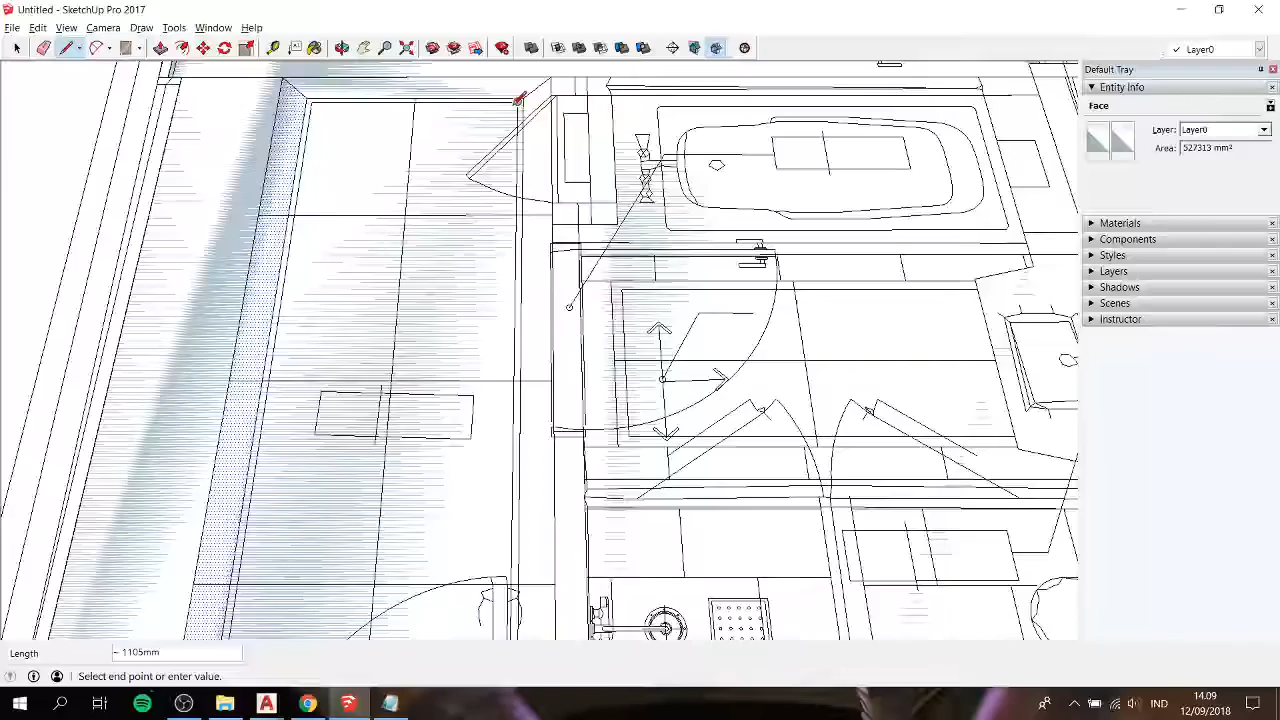 Untitled - SketchUp Pro 2017
File Edit View Camera Draw Tools Window Help
Layer0
Default Tray
Entity Info
Face
Layer: Layer0
Area: 527313 mm²
Materials
Components
Styles
Layers
Shadows
Scenes
Instructor
Length ~ 1105mm
Select end point or enter value.
IND
14.09
12/09/2018